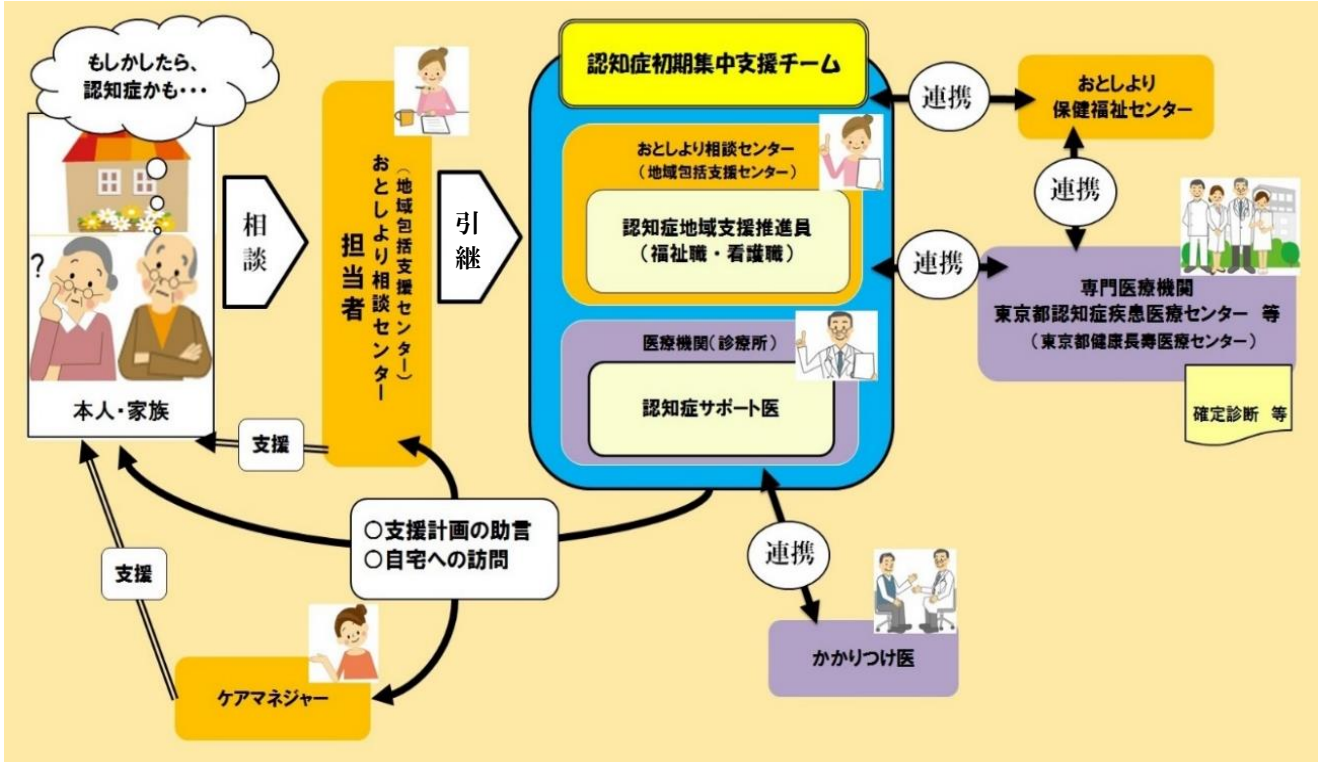 もしかしたら、
認知症かも・・・
?
本人・家族
相談
(地域包括支援センター)
おとしより相談センター
担当者
引継
認知症初期集中支援チーム
おとしより相談センター
(地域包括支援センター)
認知症地域支援推進員
(福祉職・看護職)
医療機関(診療所)
認知症サポート医
連携
おとしより
保健福祉センター
連携
連携
専門医療機関
東京都認知症疾患医療センター 等
(東京都健康長寿医療センター)
確定診断 等
支援
○支援計画の助言
○自宅への訪問
支援
ケアマネジャー
連携
かかりつけ医